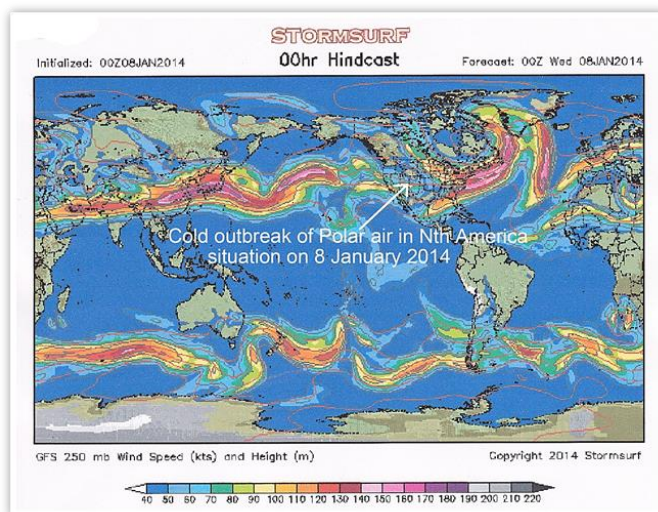 STORMSURF
Initialized: 00Z08JAN2014
00hr Hindcast
Forecast: 00Z Wed 08JAN2014
Cold outbreak of Polar air in Nth America
situation on 8 January 2014
GFS 250 mb Wind Speed (kts) and Height (m)
Copyright 2014 Stormsurf
40 50 60 70 80 90 100 110 120 130 140 150 160 170 180 190 200 210 220